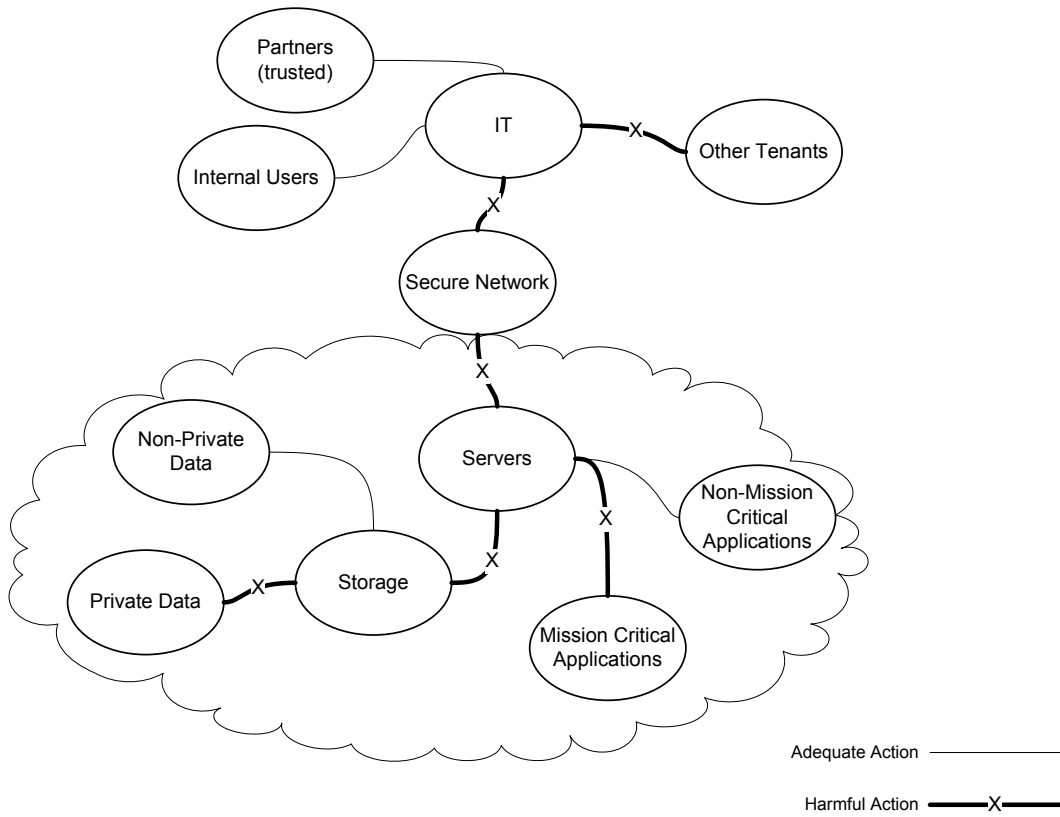 Partners
(trusted)
IT
Other Tenants
Internal Users
X
X
Secure Network
X
Non-Private
Data
Servers
Non-Mission
Critical
Applications
X
X
X
Storage
Private Data
Mission Critical
Applications
Adequate Action
Harmful Action X